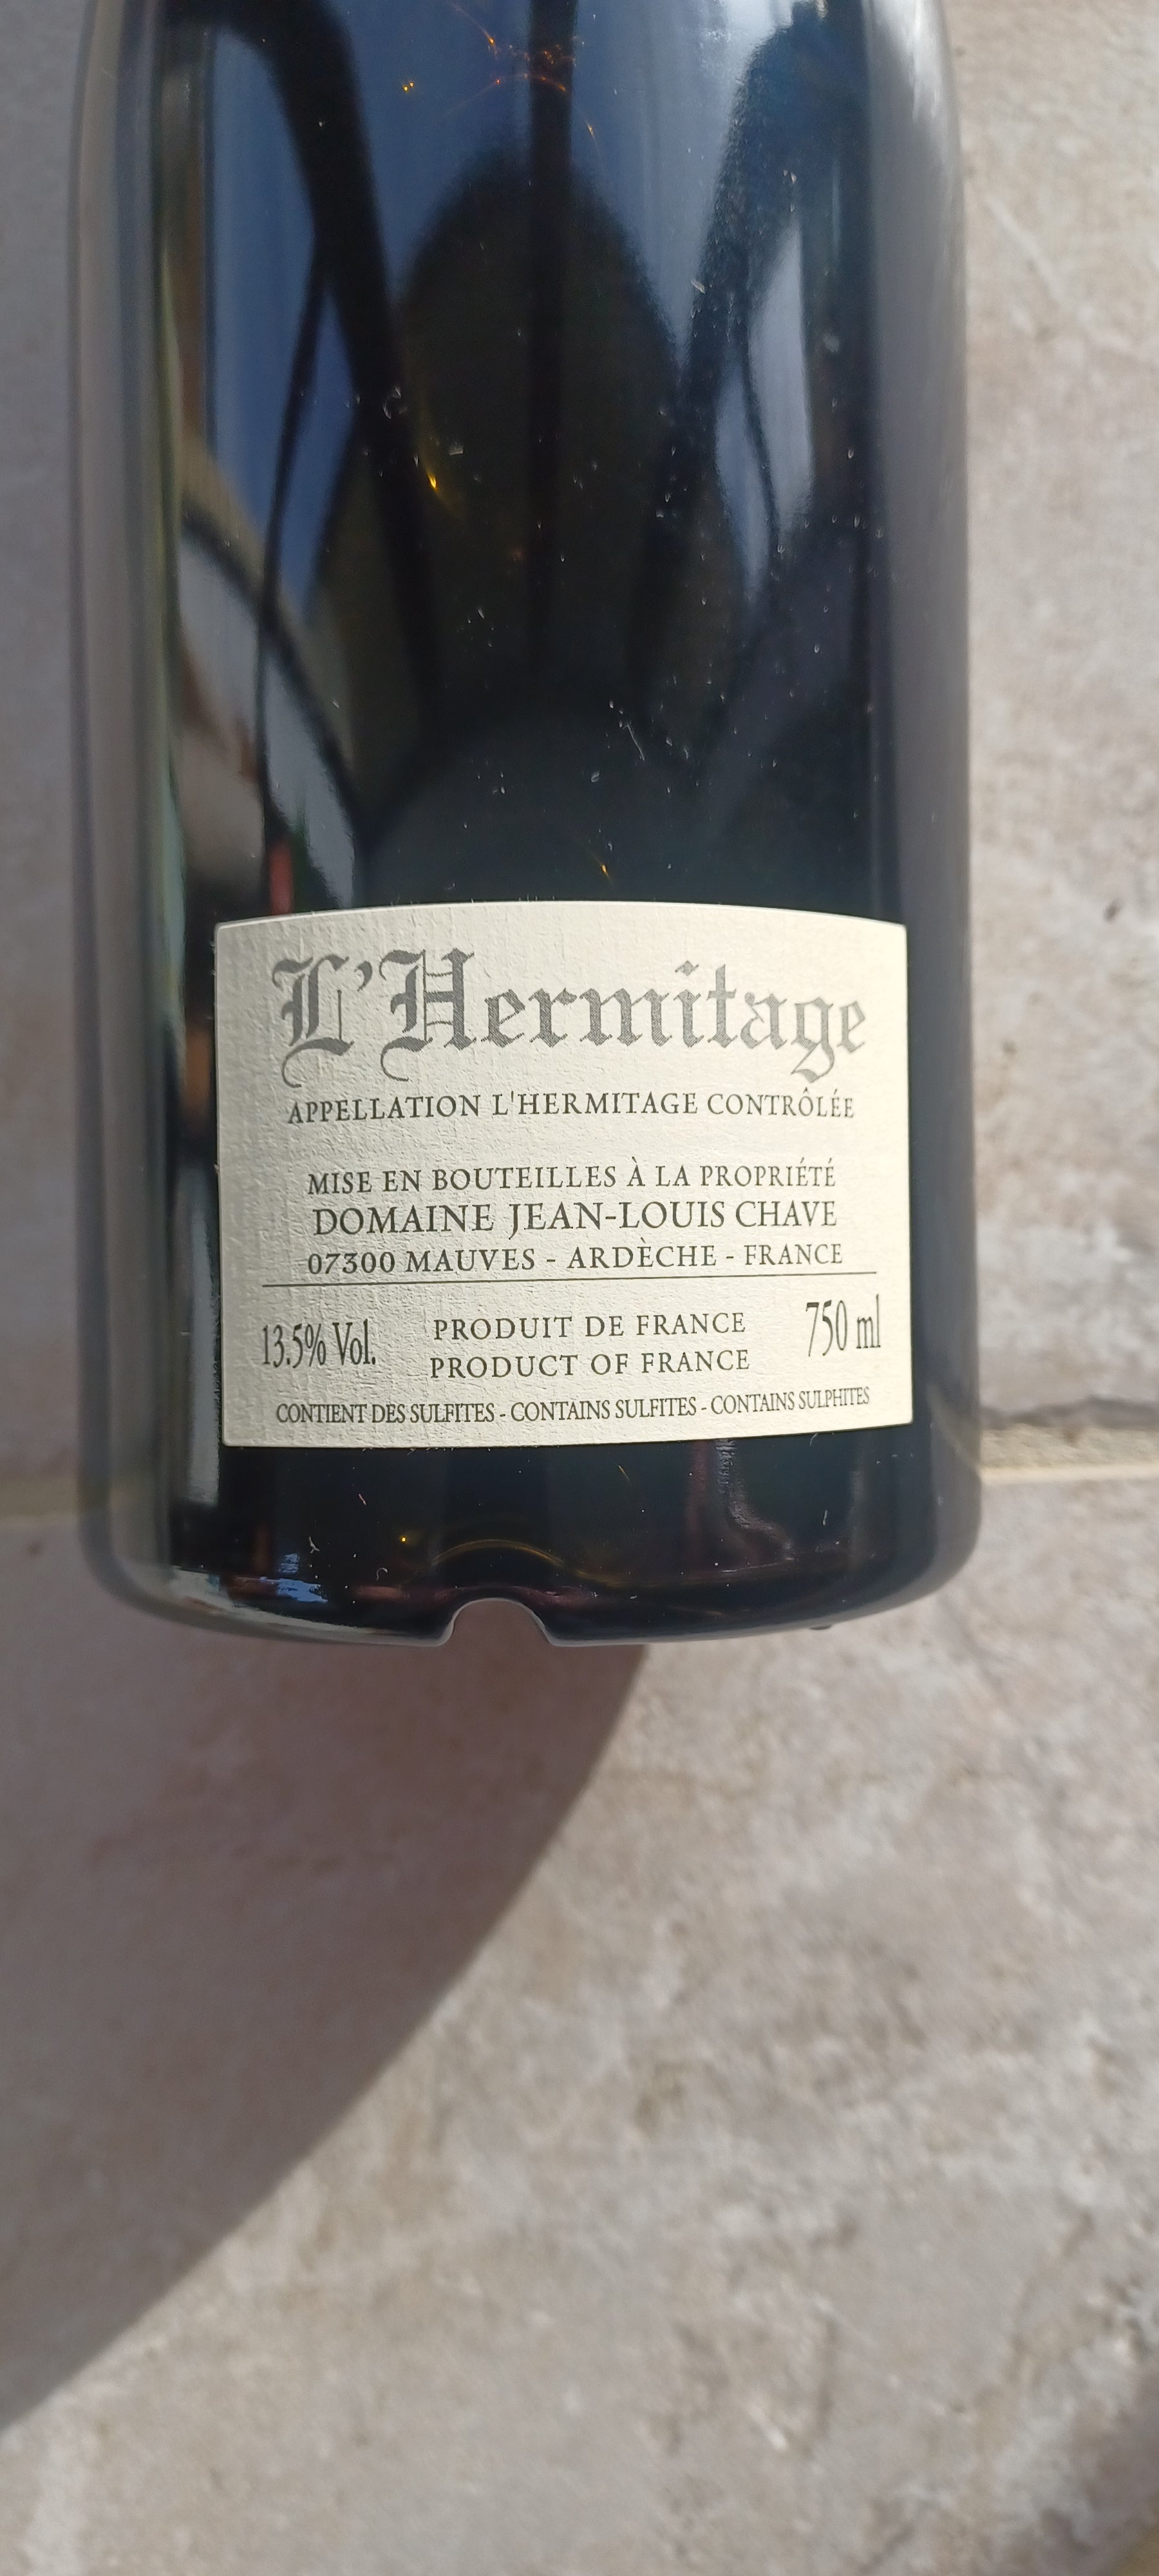 L'Hermitage
APPELLATION L'HERMITAGE CONTRÔLÉE
MISE EN BOUTEILLES À LA PROPRIÉTÉ
DOMAINE JEAN-LOUIS CHAVE
07300 MAUVES - ARDÈCHE - FRANCE
13.5% Vol.
PRODUIT DE FRANCE
PRODUCT OF FRANCE
750 ml
CONTIENT DES SULFITES - CONTAINS SULFITES - CONTAINS SULPHITES